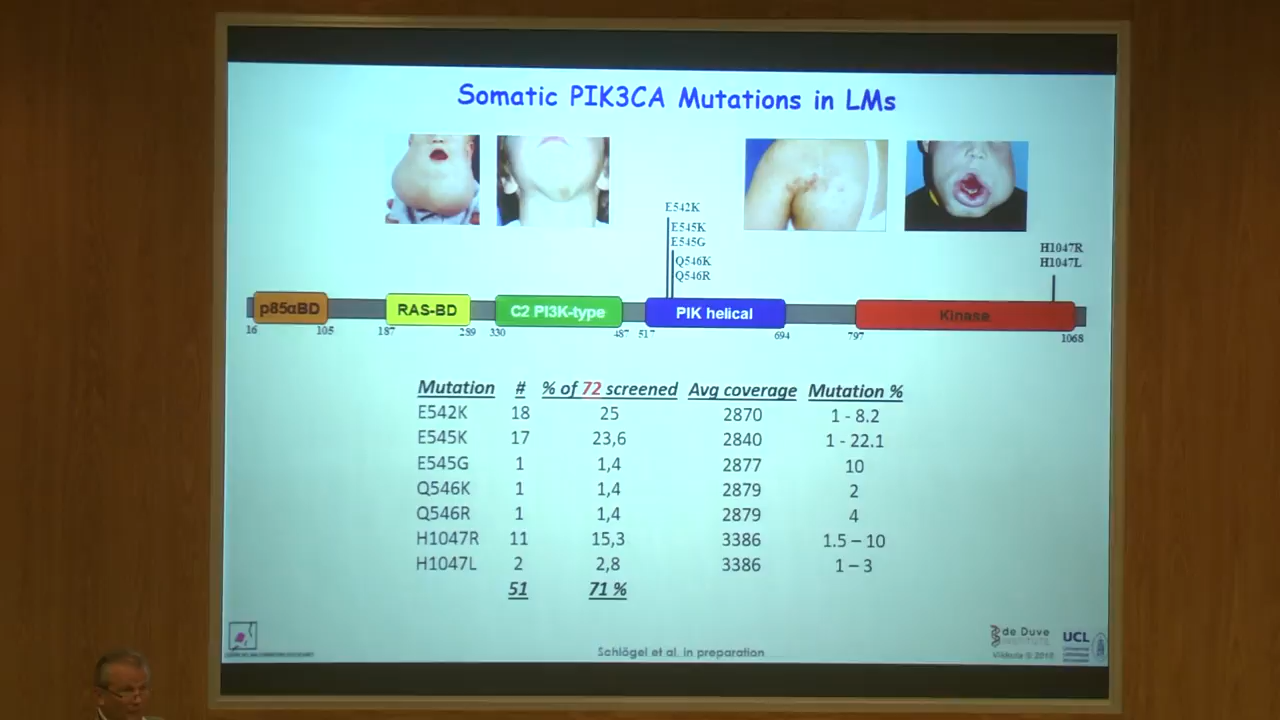 Somatic PIK3CA Mutations in LMs
E542K
E545K
E545G
Q546K
Q546R
H1047R
H1047L
p85αBD
RAS-BD
C2 PI3K-type
PIK helical
Kinase
16
105
187
289
330
487
517
694
797
1068
Mutation # % of 72 screened Avg coverage Mutation %
E542K 18 25 2870 1 - 8.2
E545K 17 23,6 2840 1 - 22.1
E545G 1 1,4 2877 10
Q546K 1 1,4 2879 2
Q546R 1 1,4 2879 4
H1047R 11 15,3 3386 1.5 – 10
H1047L 2 2,8 3386 1 – 3
51 71 %
Schlögel et al. in preparation
de Duve
INSTITUTE
UCL